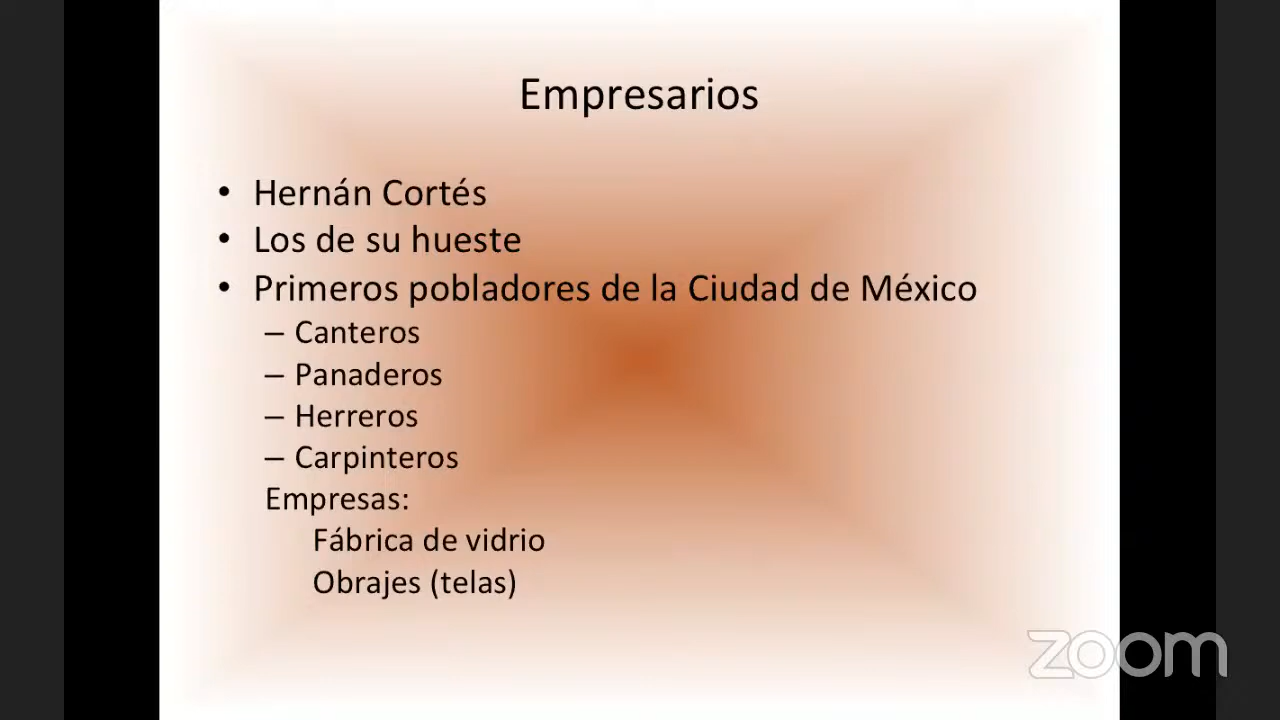 Empresarios
• Hernán Cortés
• Los de su hueste
• Primeros pobladores de la Ciudad de México
– Canteros
– Panaderos
– Herreros
– Carpinteros
Empresas:
Fábrica de vidrio
Obrajes (telas)
zoom